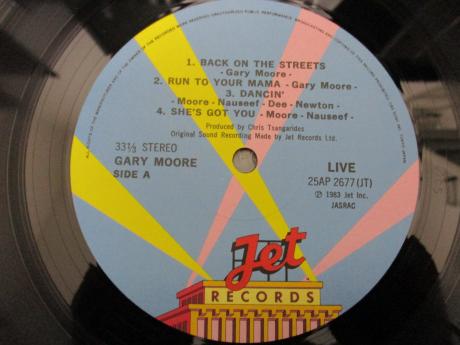 1. BACK ON THE STREETS
- Gary Moore -
2. RUN TO YOUR MAMA - Gary Moore -
3. DANCIN'
- Moore - Nauseef - Dee - Newton -
4. SHE'S GOT YOU - Moore - Nauseef -
Produced by Chris Tsangarides
Original Sound Recording Made by Jet Records Ltd.
33⅓ STEREO
GARY MOORE
SIDE A
LIVE
25AP 2677(JT)
Ⓟ 1983 Jet Inc.
JASRAC
Jet
RECORDS